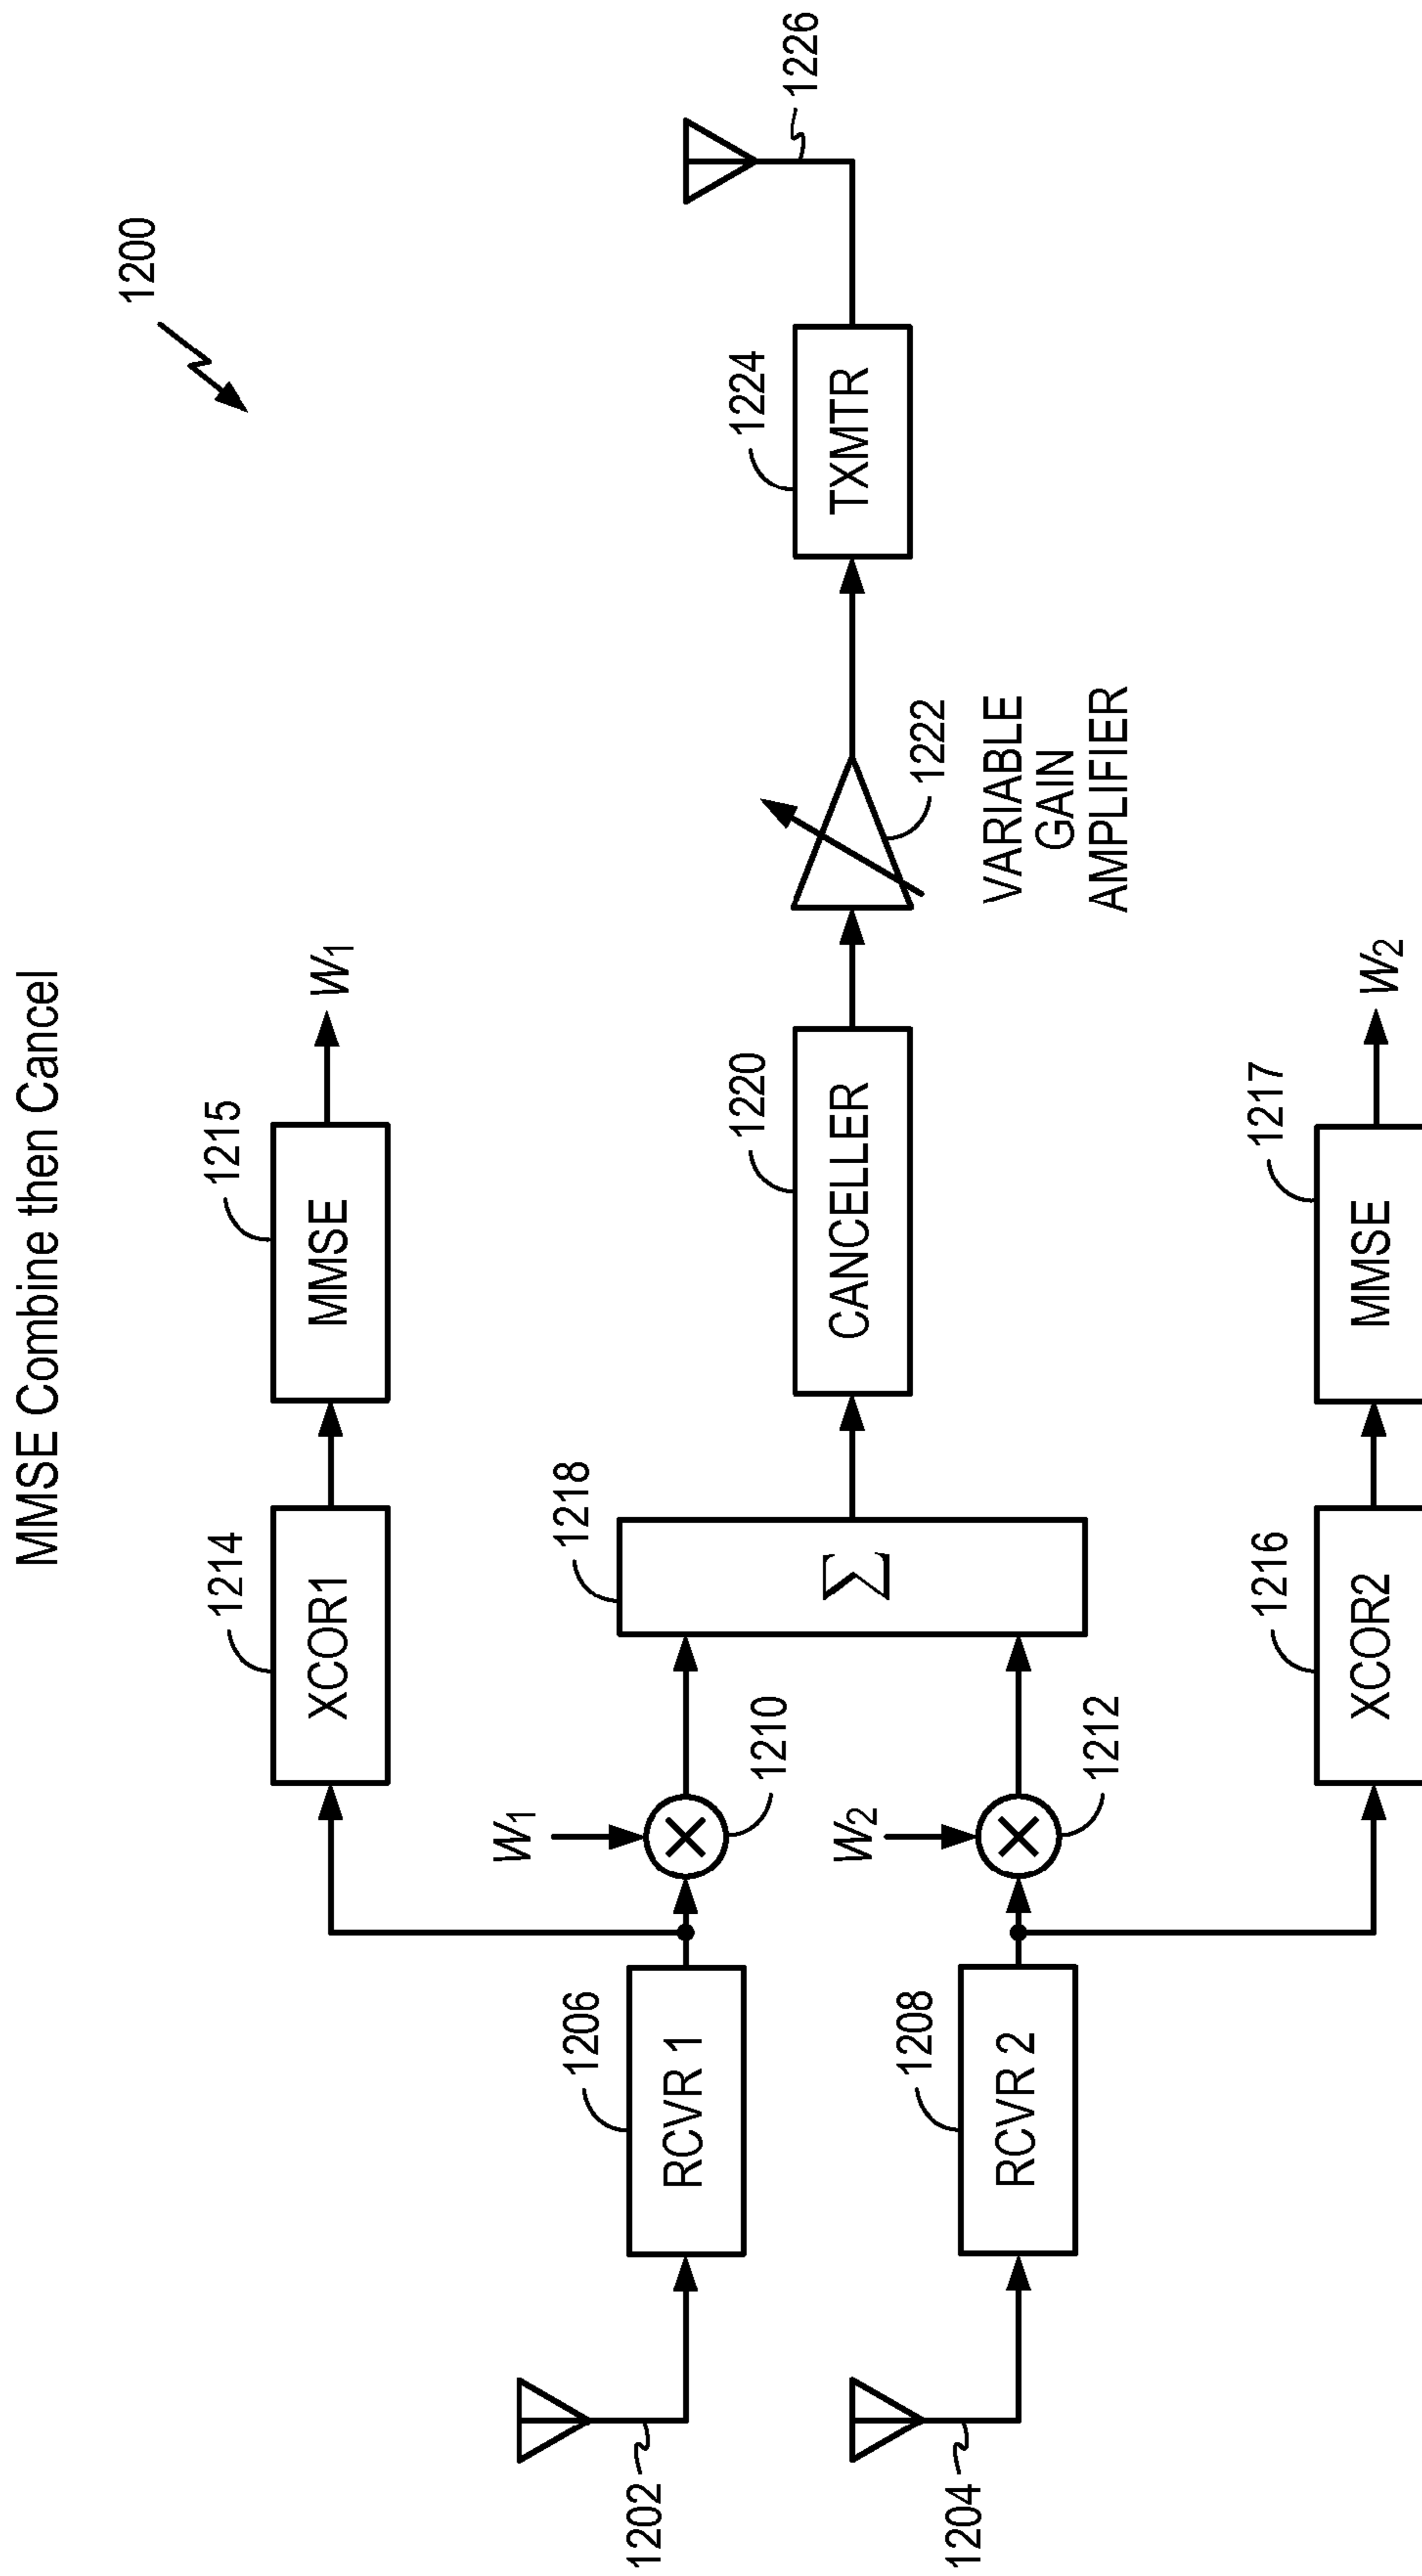 MMSE Combine then Cancel
1200
1214
XCOR1
1215
MMSE
W1
1202
1206
RCVR 1
W1
1210
1218
Σ
1220
CANCELLER
1222
VARIABLE
GAIN
AMPLIFIER
1224
TXMTR
1226
1204
1208
RCVR 2
W2
1212
1216
XCOR2
1217
MMSE
W2